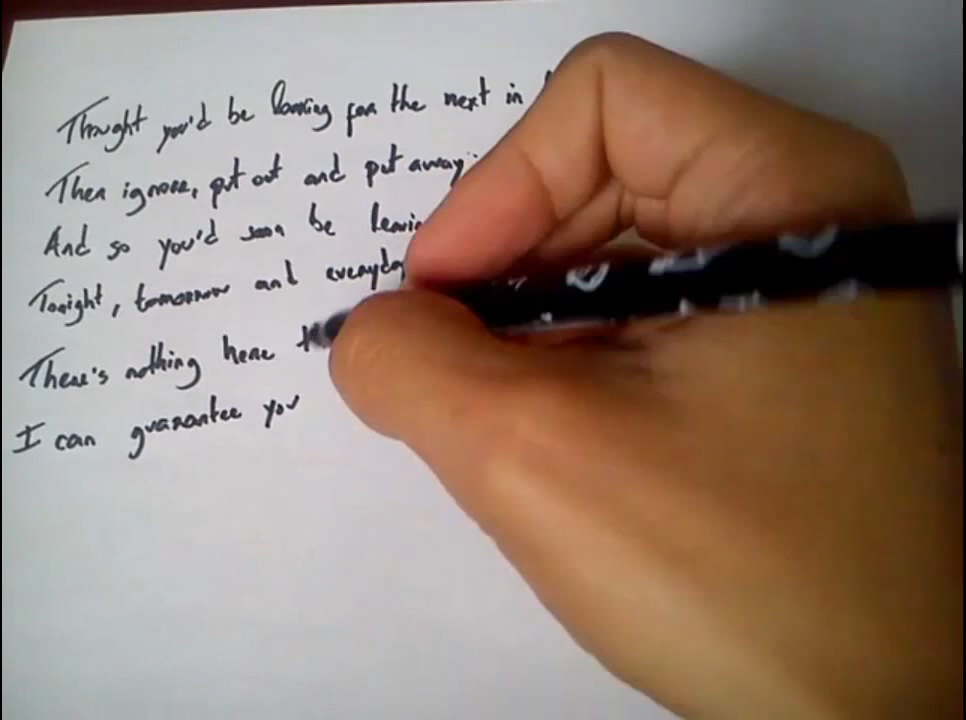 Thought you'd be looking for the next in
Then ignore, put out and put away
And so you'd soon be
Tonight, tomorrow and everyday
There's nothing here
I can guarantee you